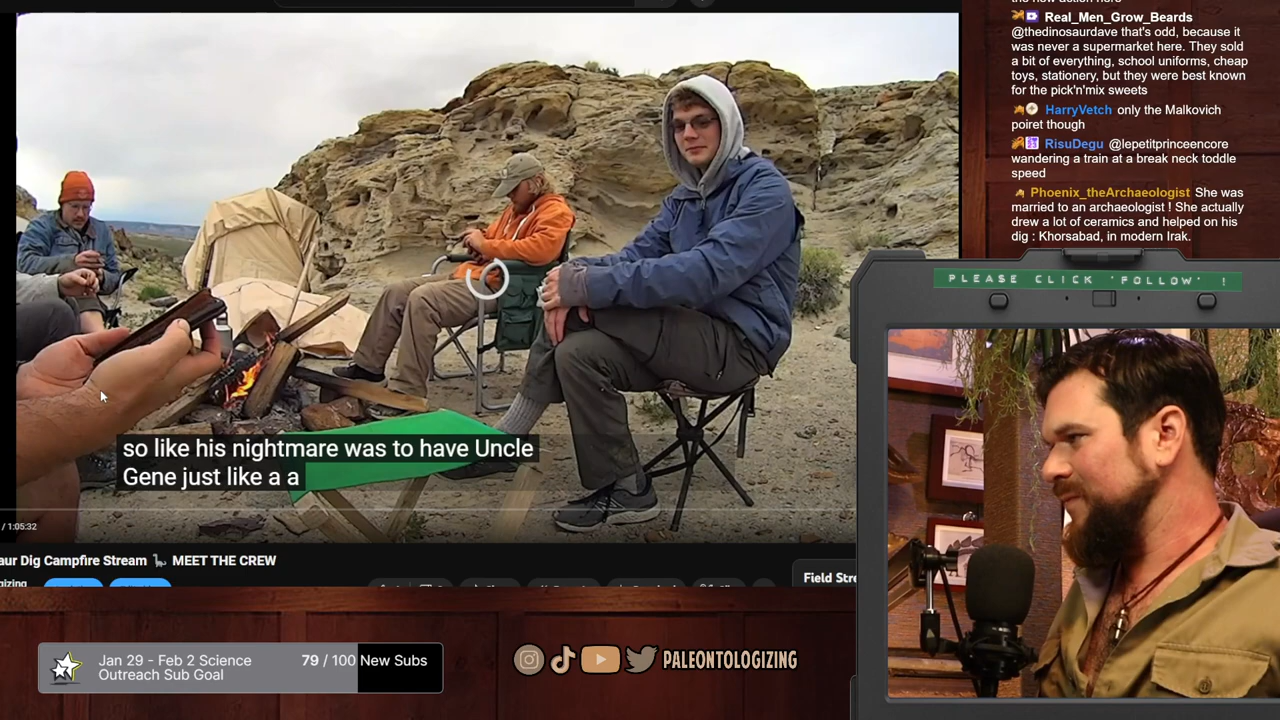 Real_Men_Grow_Beards
@thedinosaurdave that's odd, because it
was never a supermarket here. They sold
a bit of everything, school uniforms, cheap
toys, stationery, but they were best known
for the pick'n'mix sweets
HarryVetch only the Malkovich
poiret though
RisuDegu @lepetitprinceencore
wandering a train at a break neck toddle
speed
Phoenix_theArchaeologist She was
married to an archaeologist ! She actually
drew a lot of ceramics and helped on his
dig : Khorsabad, in modern Irak.
PLEASE CLICK 'FOLLOW' !
so like his nightmare was to have Uncle
Gene just like a a
/ 1:05:32
aur Dig Campfire Stream 🦕 MEET THE CREW
gizing
Field Stre
Jan 29 - Feb 2 Science
Outreach Sub Goal
79 / 100 New Subs
PALEONTOLOGIZING